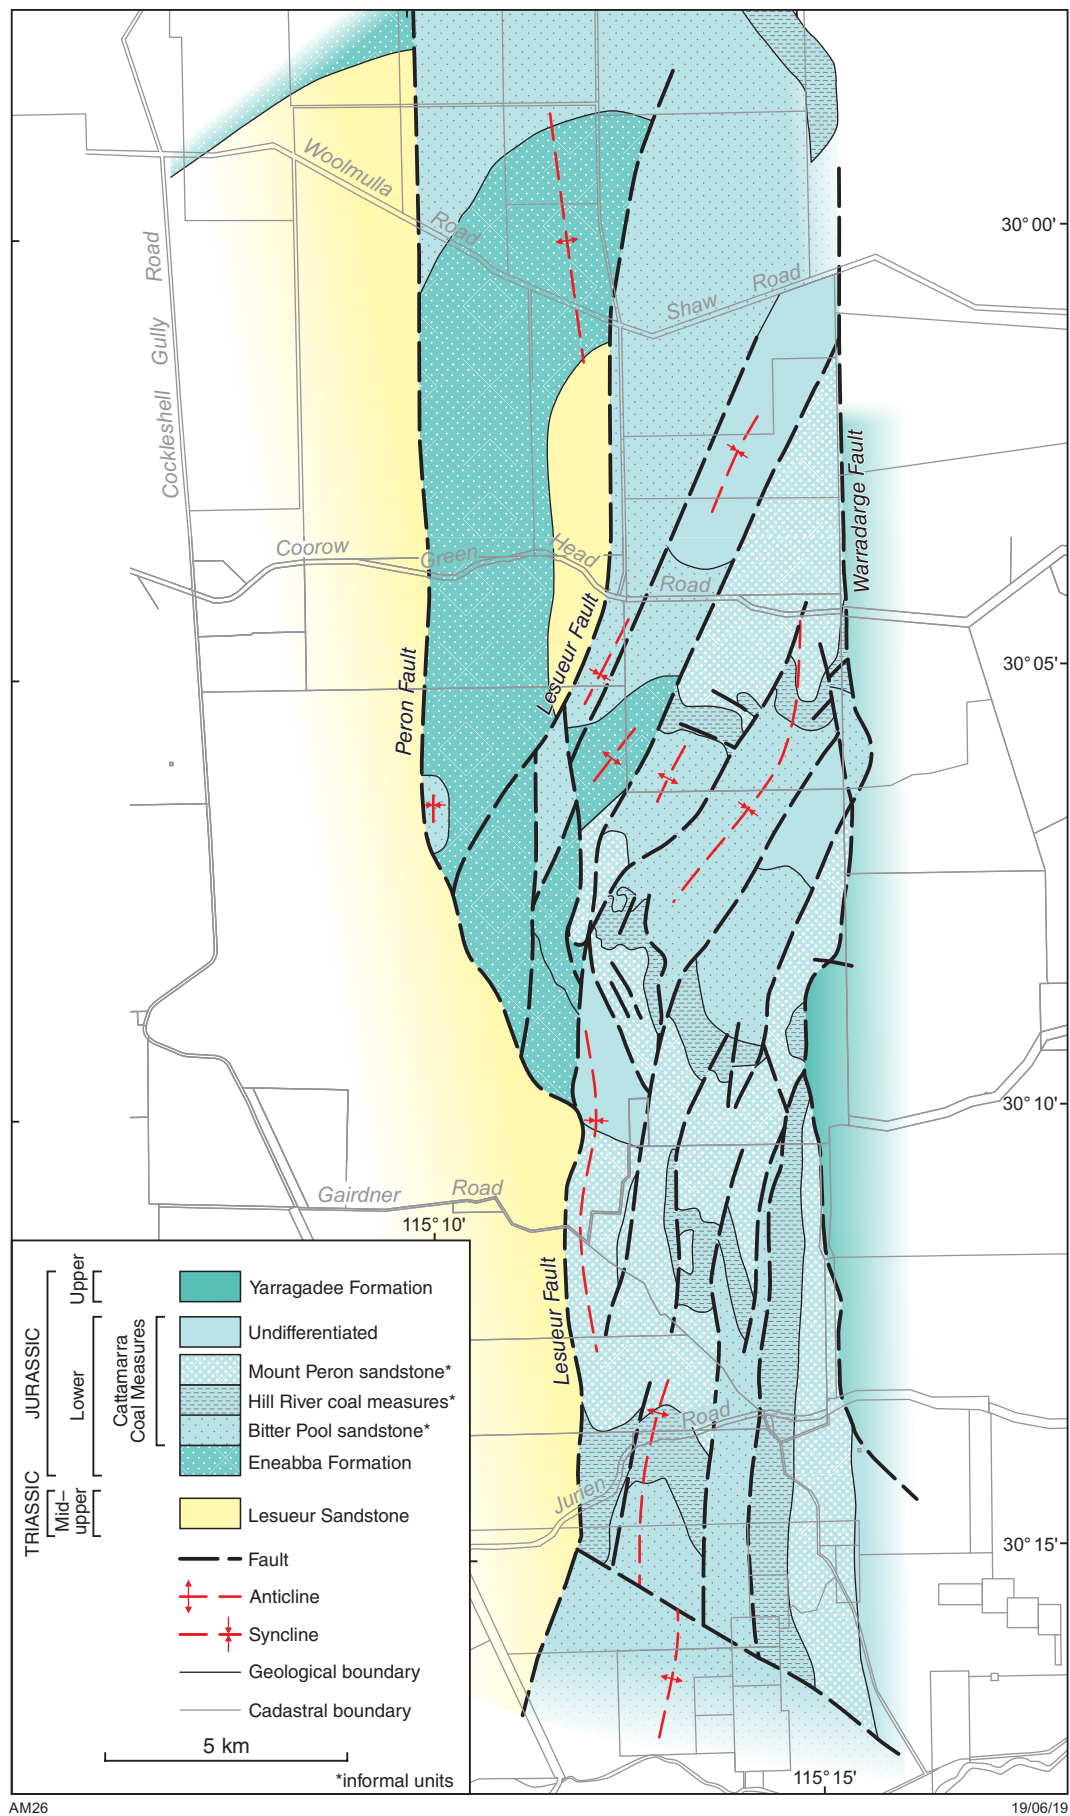 Woolmulla
Road
30° 00'
Cockleshell Gully Road
Shaw Road
Coorow Green Head Road
Warradarge Fault
Lesueur Fault
Peron Fault
30° 05'
30° 10'
Gairdner Road
115° 10'
Lesueur Fault
Jurien Road
30° 15'
115° 15'
JURASSIC
Upper
Lower
TRIASSIC
Mid–
upper
Cattamarra
Coal Measures
Yarragadee Formation
Undifferentiated
Mount Peron sandstone*
Hill River coal measures*
Bitter Pool sandstone*
Eneabba Formation
Lesueur Sandstone
Fault
Anticline
Syncline
Geological boundary
Cadastral boundary
5 km
*informal units
AM26
19/06/19